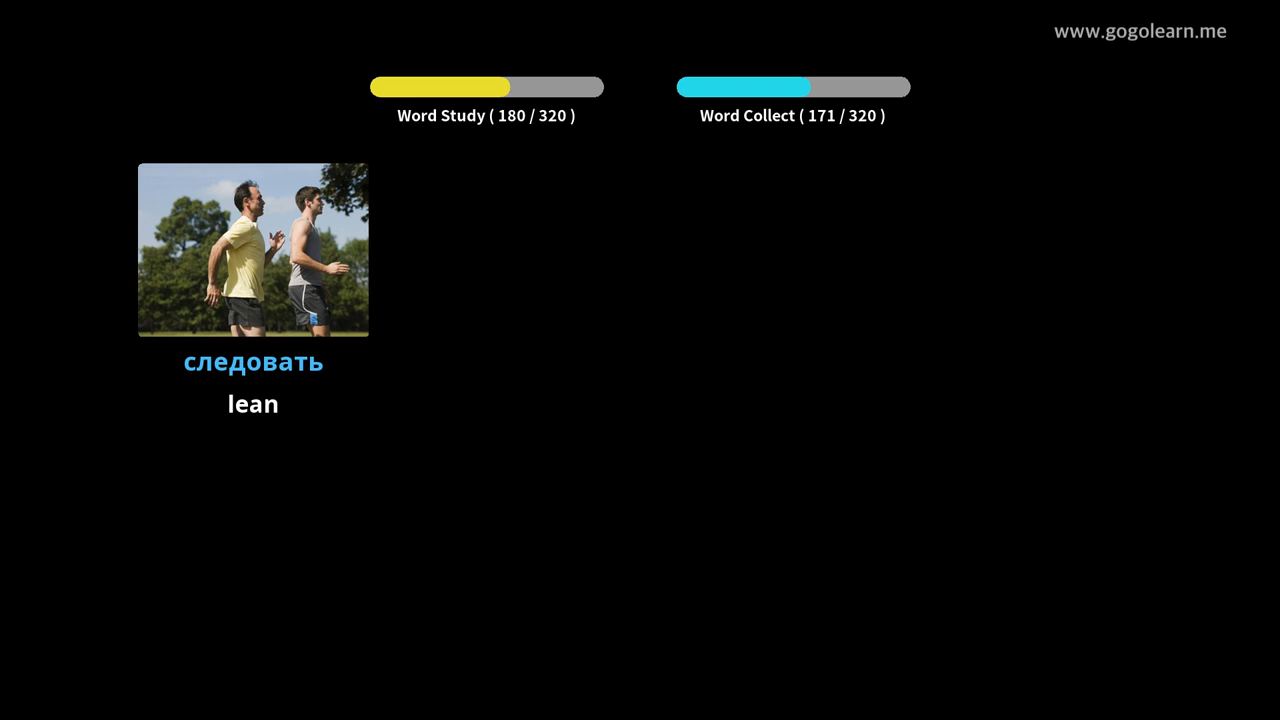 www.gogolearn.me
Word Study ( 180 / 320 )
Word Collect ( 171 / 320 )
следовать
lean